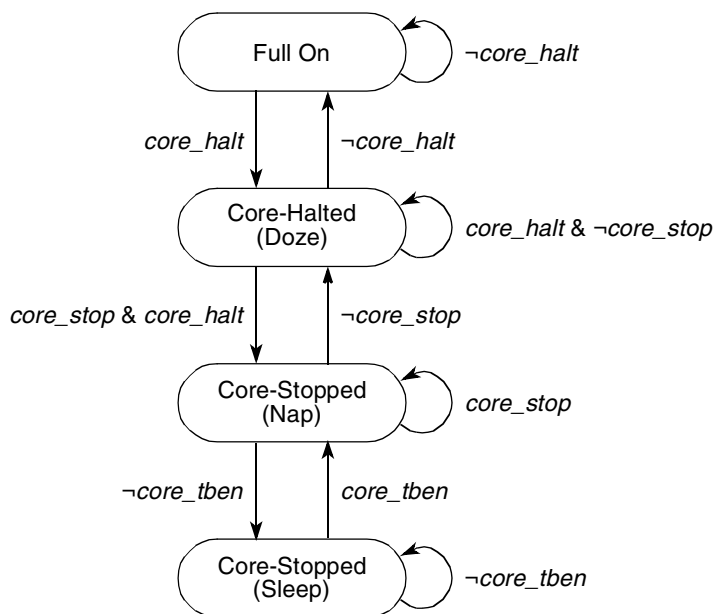 Full On
¬core_halt
core_halt
¬core_halt
Core-Halted
(Doze)
core_halt & ¬core_stop
core_stop & core_halt
¬core_stop
Core-Stopped
(Nap)
core_stop
¬core_tben
core_tben
Core-Stopped
(Sleep)
¬core_tben